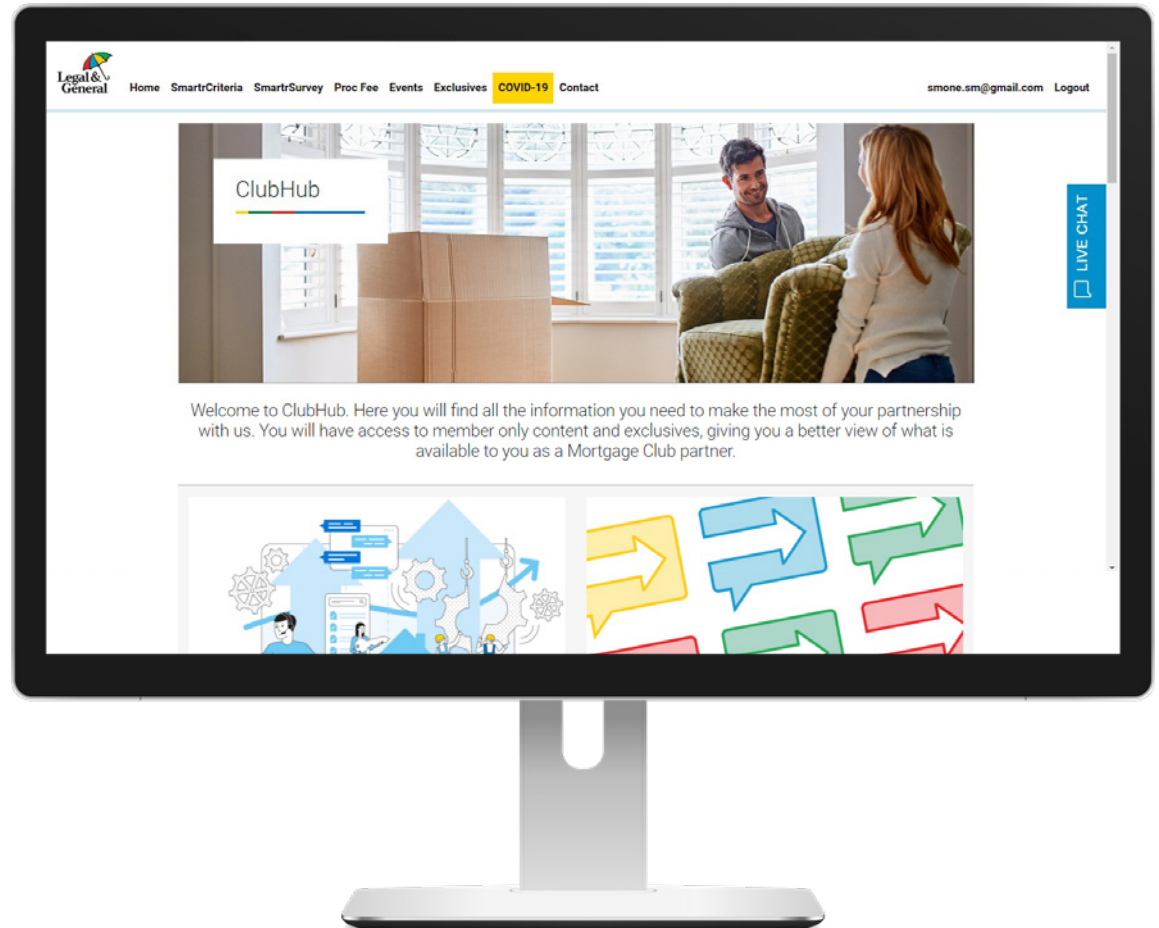 Legal &
General
Home SmartrCriteria SmartrSurvey Proc Fee Events Exclusives COVID-19 Contact
smone.sm@gmail.com Logout
ClubHub
LIVE CHAT
Welcome to ClubHub. Here you will find all the information you need to make the most of your partnership
with us. You will have access to member only content and exclusives, giving you a better view of what is
available to you as a Mortgage Club partner.